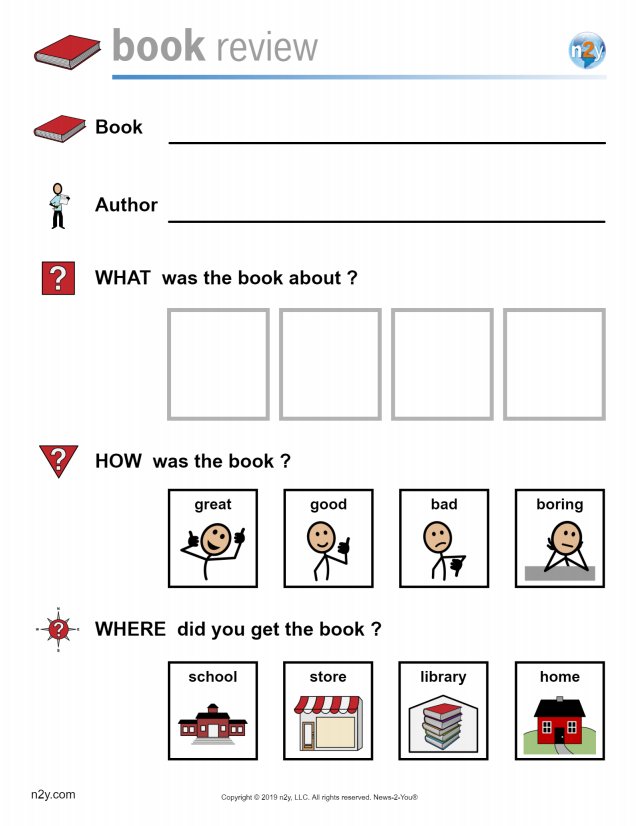 book review
n2y
Book
Author
?
WHAT was the book about ?
?
HOW was the book ?
great good bad boring
N
W ? E
S
WHERE did you get the book ?
school store library home
n2y.com
Copyright © 2019 n2y, LLC. All rights reserved. News-2-You®